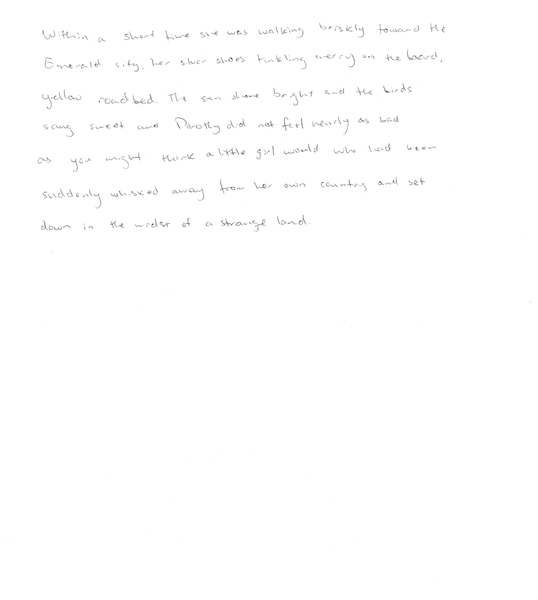 Within a short time she was walking briskly toward the
Emerald City, her silver shoes tinkling merry on the hard,
yellow roadbed. The sun shone bright and the birds
sang sweet and Dorothy did not feel nearly as bad
as you might think a little girl would who had been
suddenly whisked away from her own country and set
down in the midst of a strange land.